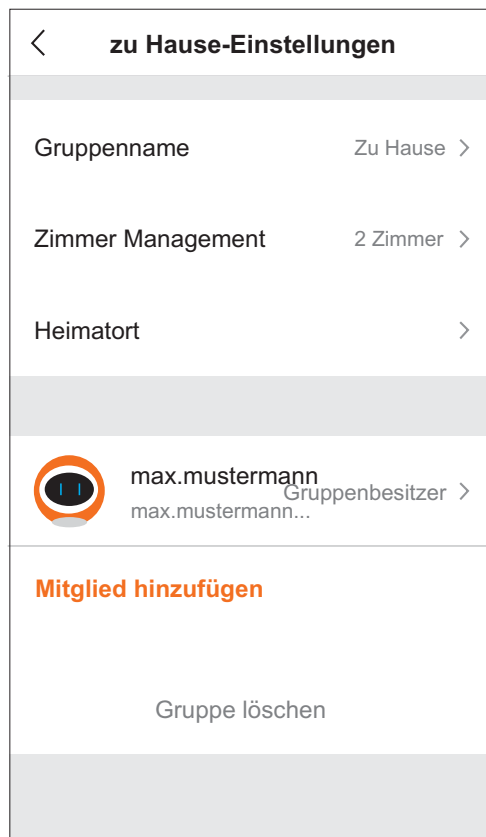 zu Hause-Einstellungen
Gruppenname Zu Hause
Zimmer Management 2 Zimmer
Heimatort
max.mustermann
Gruppenbesitzer
max.mustermann...
Mitglied hinzufügen
Gruppe löschen